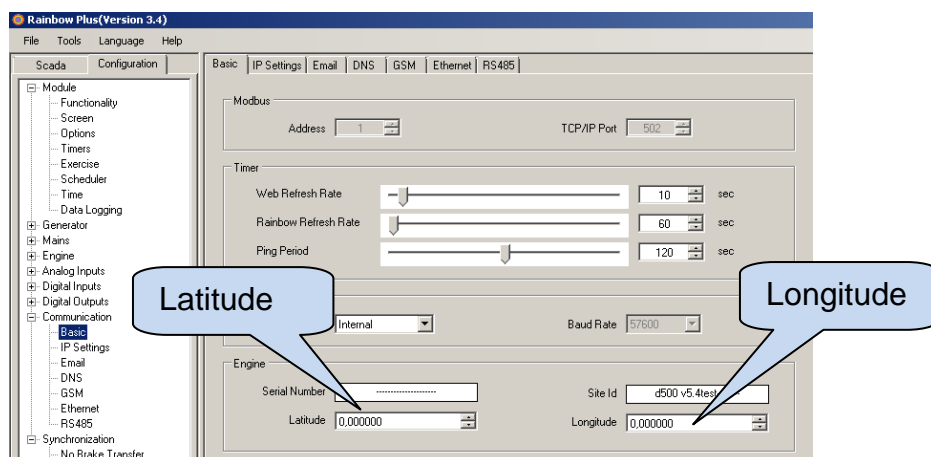 Rainbow Plus(Version 3.4)
File Tools Language Help
Scada Configuration
Basic IP Settings Email DNS GSM Ethernet RS485
Module
Functionality
Screen
Options
Timers
Exercise
Scheduler
Time
Data Logging
Generator
Mains
Engine
Analog Inputs
Digital Inputs
Digital Outputs
Communication
Basic
IP Settings
Email
DNS
GSM
Ethernet
RS485
Synchronization
No Brake Transfer
Modbus
Address 1 TCP/IP Port 502
Timer
Web Refresh Rate 10 sec
Rainbow Refresh Rate 60 sec
Ping Period 120 sec
Latitude
Longitude
Internal Baud Rate 57600
Engine
Serial Number -------------------- Site Id d500 v5.4test
Latitude 0,000000 Longitude 0,000000